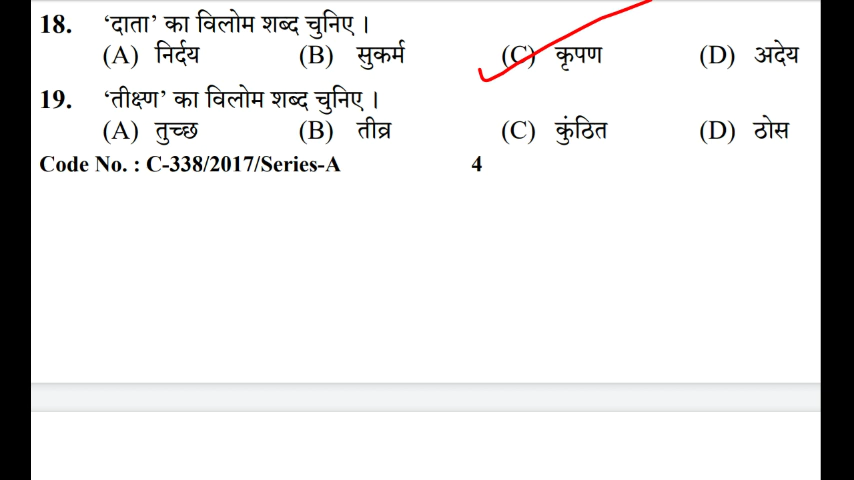 18. ‘दाता’ का विलोम शब्द चुनिए ।
(A) निर्दय (B) सुकर्म (C) कृपण (D) अदेय
19. ‘तीक्ष्ण’ का विलोम शब्द चुनिए ।
(A) तुच्छ (B) तीव्र (C) कुंठित (D) ठोस
Code No. : C-338/2017/Series-A 4